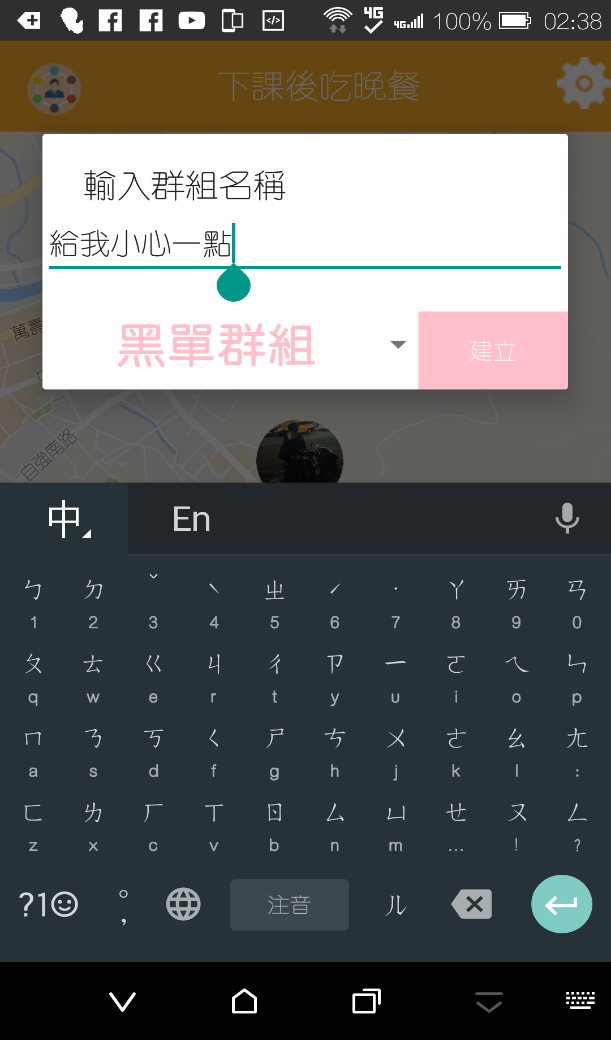 4G
4G
100%
02:38
下課後吃晚餐
輸入群組名稱
給我小心一點
萬壽
黑單群組
建立
自強南路
中
En
ㄅ ㄉ ˇ ˋ ㄓ ˊ ˙ ㄚ ㄞ ㄢ
1 2 3 4 5 6 7 8 9 0
ㄆ ㄊ ㄍ ㄐ ㄔ ㄗ ㄧ ㄛ ㄟ ㄣ
q w e r t y u i o p
ㄇ ㄋ ㄎ ㄑ ㄕ ㄘ ㄨ ㄜ ㄠ ㄤ
a s d f g h j k l :
ㄈ ㄌ ㄏ ㄒ ㄖ ㄙ ㄩ ㄝ ㄡ ㄥ
z x c v b n m ... ! ?
?1☺ ° , 注音 ㄦ